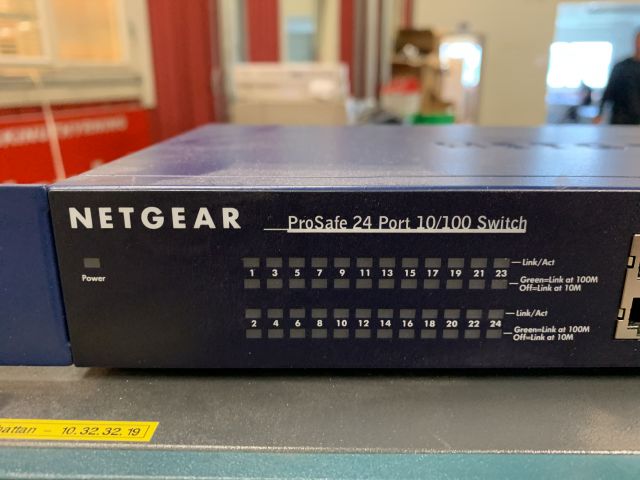 NETGEAR
ProSafe 24 Port 10/100 Switch
Power
Link/Act
1 3 5 7 9 11 13 15 17 19 21 23
Green=Link at 100M
Off=Link at 10M
Link/Act
2 4 6 8 10 12 14 16 18 20 22 24
Green=Link at 100M
Off=Link at 10M
attan - 10.32.32.19